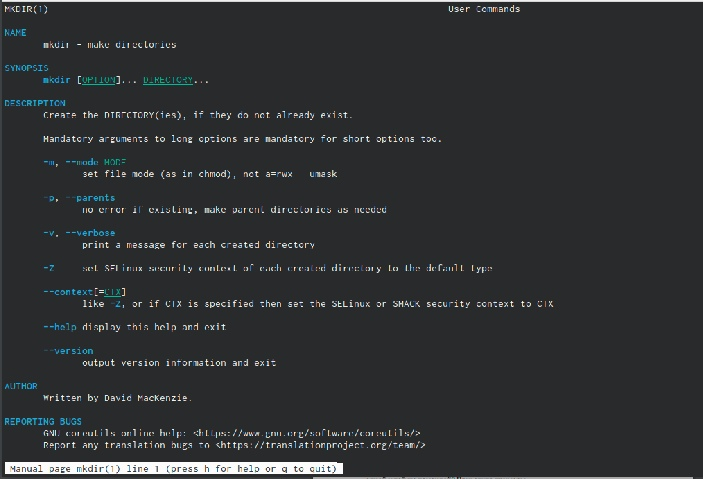 MKDIR(1) User Commands
NAME
mkdir - make directories
SYNOPSIS
mkdir [OPTION]... DIRECTORY...
DESCRIPTION
Create the DIRECTORY(ies), if they do not already exist.
Mandatory arguments to long options are mandatory for short options too.
-m, --mode MODE
set file mode (as in chmod), not a=rwx - umask
-p, --parents
no error if existing, make parent directories as needed
-v, --verbose
print a message for each created directory
-Z set SELinux security context of each created directory to the default type
--context[=CTX]
like -Z, or if CTX is specified then set the SELinux or SMACK security context to CTX
--help display this help and exit
--version
output version information and exit
AUTHOR
Written by David MacKenzie.
REPORTING BUGS
GNU coreutils online help: <https://www.gnu.org/software/coreutils/>
Report any translation bugs to <https://translationproject.org/team/>
Manual page mkdir(1) line 1 (press h for help or q to quit)